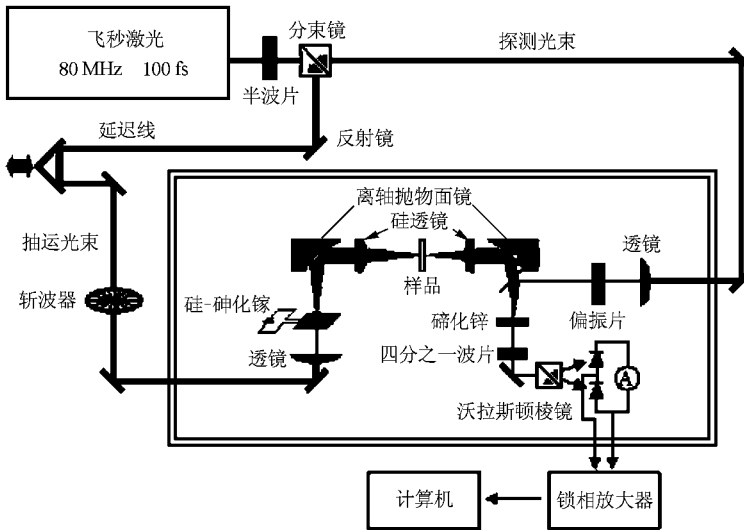 飞秒激光
80 MHz 100 fs
分束镜
探测光束
半波片
延迟线
反射镜
离轴抛物面镜
硅透镜
抽运光束
透镜
样品
斩波器
硅-砷化镓
碲化锌
偏振片
透镜
四分之一波片
A
沃拉斯顿棱镜
计算机
锁相放大器